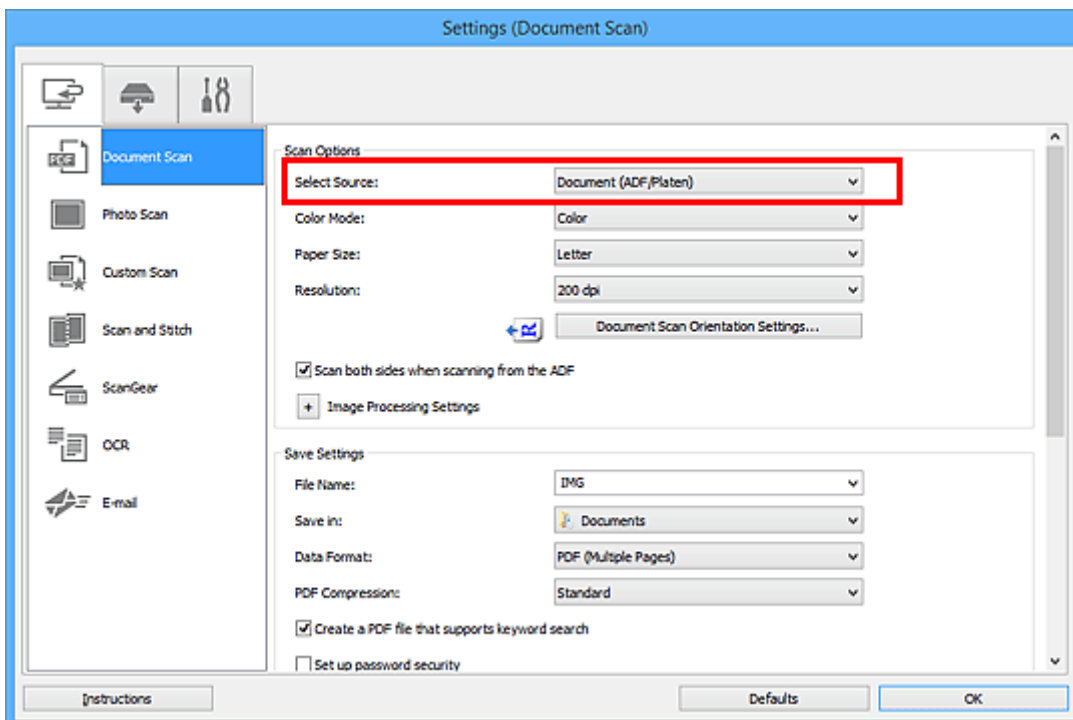 Settings (Document Scan)
PDF
Document Scan
Photo Scan
Custom Scan
Scan and Stitch
ScanGear
OCR
E-mail
Scan Options
Select Source: Document (ADF/Platen)
Color Mode: Color
Paper Size: Letter
Resolution: 200 dpi
R Document Scan Orientation Settings...
Scan both sides when scanning from the ADF
+ Image Processing Settings
Save Settings
File Name: IMG
Save in: Documents
Data Format: PDF (Multiple Pages)
PDF Compression: Standard
Create a PDF file that supports keyword search
Set up password security
Instructions Defaults OK